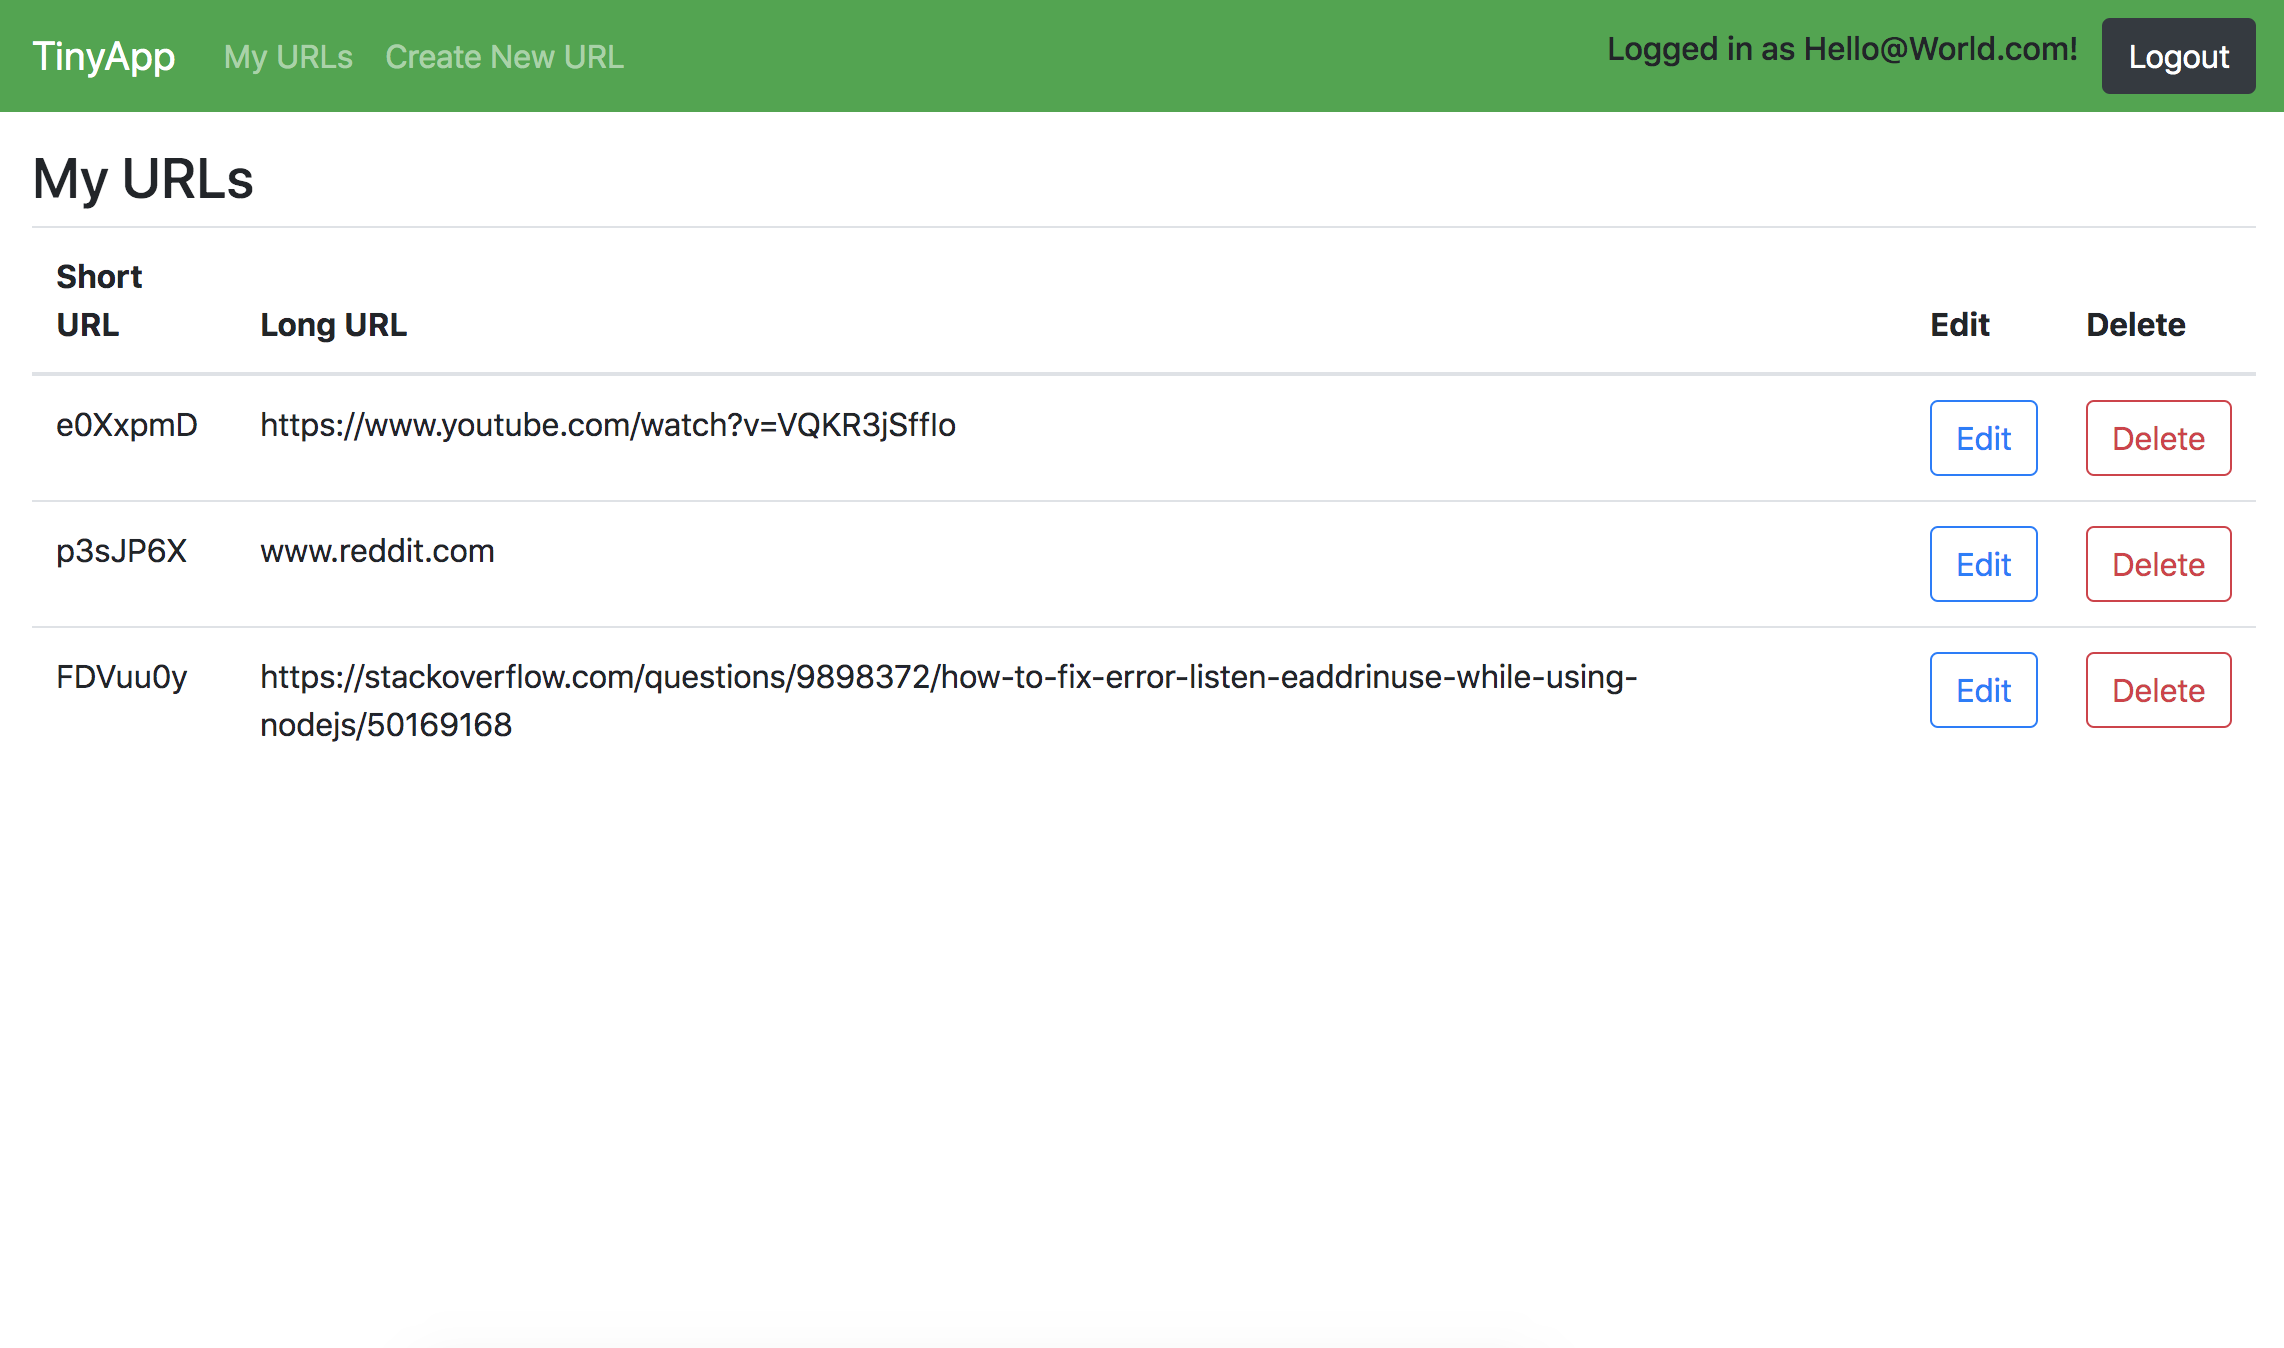 TinyApp My URLs Create New URL Logged in as Hello@World.com! Logout
My URLs
Short
URL Long URL Edit Delete
e0XxpmD https://www.youtube.com/watch?v=VQKR3jSffIo Edit Delete
p3sJP6X www.reddit.com Edit Delete
FDVuu0y https://stackoverflow.com/questions/9898372/how-to-fix-error-listen-eaddrinuse-while-using- Edit Delete
nodejs/50169168